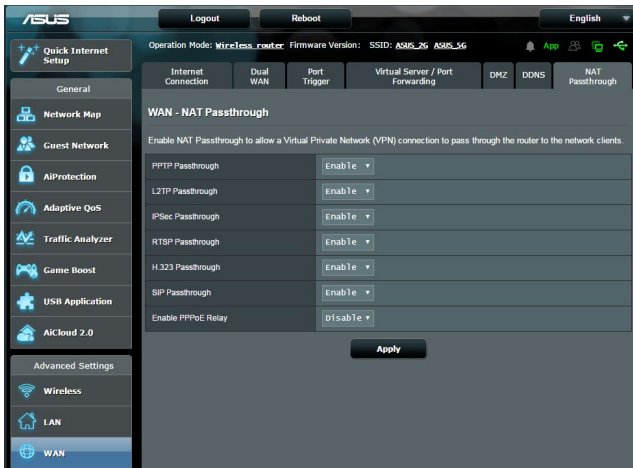 ASUS
Logout
Reboot
English
Quick Internet
Setup
Operation Mode: Wireless router Firmware Version: SSID: ASUS_2G ASUS_5G
App
Internet
Connection
Dual
WAN
Port
Trigger
Virtual Server / Port
Forwarding
DMZ
DDNS
NAT
Passthrough
General
Network Map
Guest Network
AiProtection
Adaptive QoS
Traffic Analyzer
Game Boost
USB Application
AiCloud 2.0
Advanced Settings
Wireless
LAN
WAN
WAN - NAT Passthrough
Enable NAT Passthrough to allow a Virtual Private Network (VPN) connection to pass through the router to the network clients.
PPTP Passthrough Enable
L2TP Passthrough Enable
IPSec Passthrough Enable
RTSP Passthrough Enable
H.323 Passthrough Enable
SIP Passthrough Enable
Enable PPPoE Relay Disable
Apply